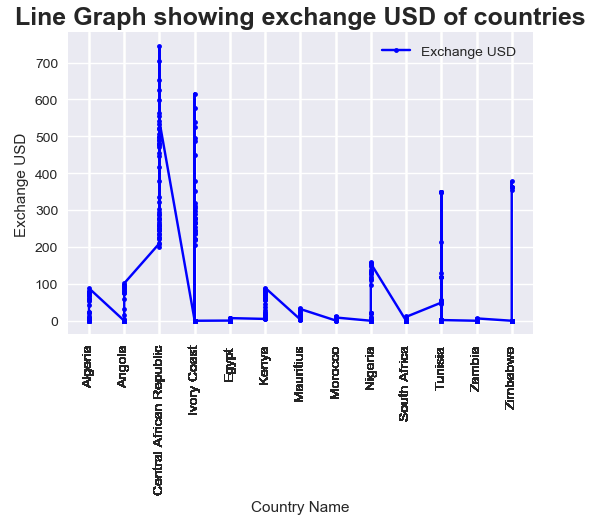 Line Graph showing exchange USD of countries
Exchange USD
700
600
500
400
300
200
100
0
Exchange USD
Algeria
Angola
Central African Republic
Ivory Coast
Egypt
Kenya
Mauritius
Morocco
Nigeria
South Africa
Tunisia
Zambia
Zimbabwe
Country Name